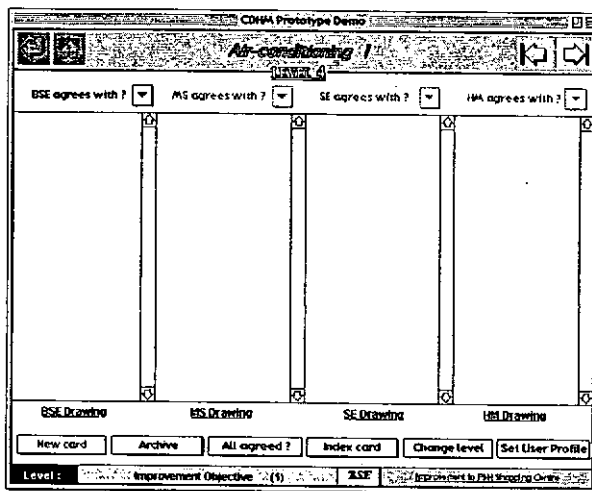 CDHM Prototype Demo
Air-conditioning !
LEVEL 4
BSE agrees with ? MS agrees with ? SE agrees with ? HM agrees with ?
BSE Drawing MS Drawing SE Drawing HM Drawing
New card Archive All agreed ? Index card Change level Set User Profile
Level : Improvement Objective (1) BSE Improvement to Shopping Centre